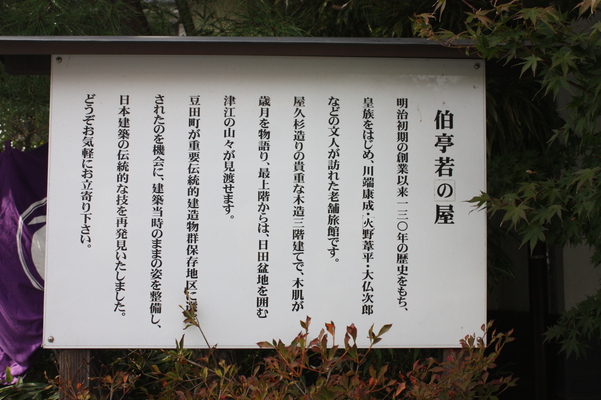 伯亭若の屋
明治初期の創業以来一三〇年の歴史をもち、
皇族をはじめ、川端康成・火野葦平・大仏次郎
などの文人が訪れた老舗旅館です。
屋久杉造りの貴重な木造三階建てで、木肌が
歳月を物語り、最上階からは、日田盆地を囲む
津江の山々が見渡せます。
豆田町が重要伝統的建造物群保存地区に
されたのを機会に、建築当時のままの姿を整備し、
日本建築の伝統的な技を再発見いたしました。
どうぞお気軽にお立寄り下さい。